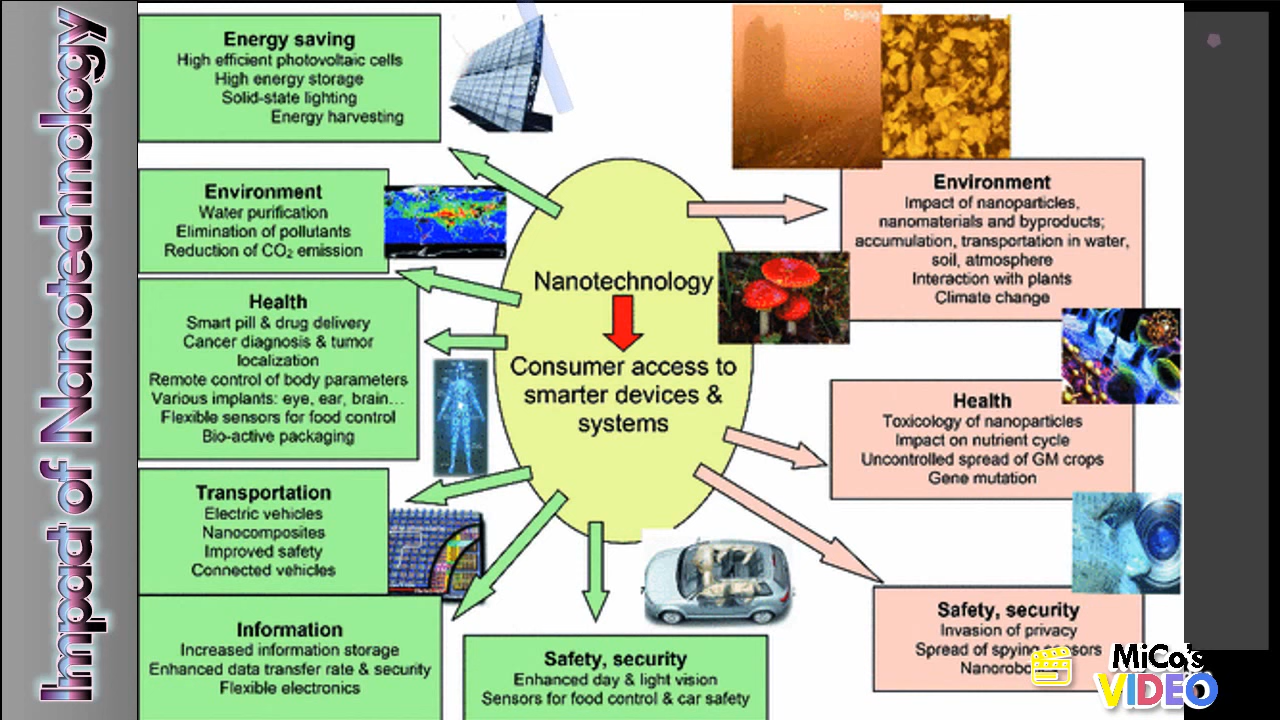 Impact of Nanotechnology
Energy saving
High efficient photovoltaic cells
High energy storage
Solid-state lighting
Energy harvesting
Environment
Water purification
Elimination of pollutants
Reduction of CO₂ emission
Health
Smart pill & drug delivery
Cancer diagnosis & tumor
localization
Remote control of body parameters
Various implants: eye, ear, brain...
Flexible sensors for food control
Bio-active packaging
Transportation
Electric vehicles
Nanocomposites
Improved safety
Connected vehicles
Information
Increased information storage
Enhanced data transfer rate & security
Flexible electronics
Nanotechnology
Consumer access to
smarter devices &
systems
Safety, security
Enhanced day & light vision
Sensors for food control & car safety
Beijing
Environment
Impact of nanoparticles,
nanomaterials and byproducts;
accumulation, transportation in water,
soil, atmosphere
Interaction with plants
Climate change
Health
Toxicology of nanoparticles
Impact on nutrient cycle
Uncontrolled spread of GM crops
Gene mutation
Safety, security
Invasion of privacy
Spread of spying
MiCa's
VIDEO